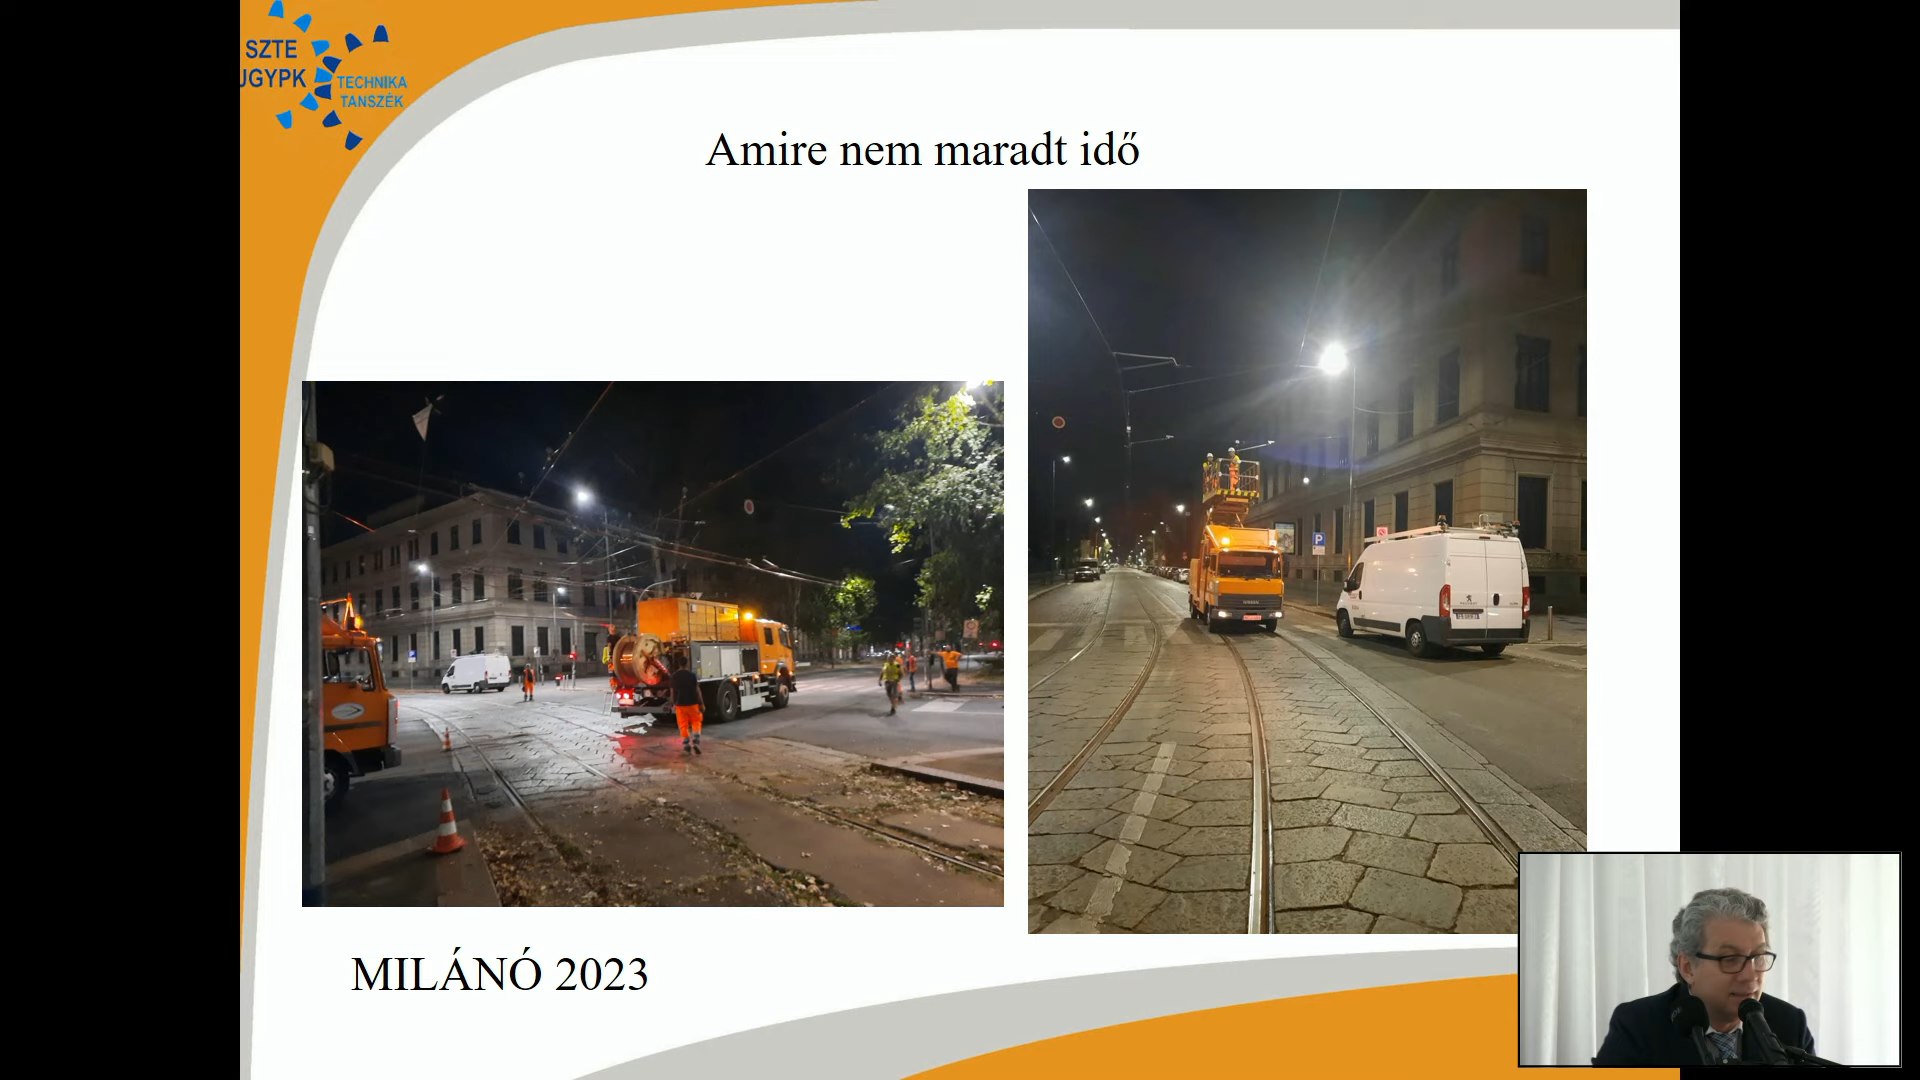 SZTE
JGYPK
TECHNIKA
TANSZÉK
Amire nem maradt idő
P
MILÁNÓ 2023